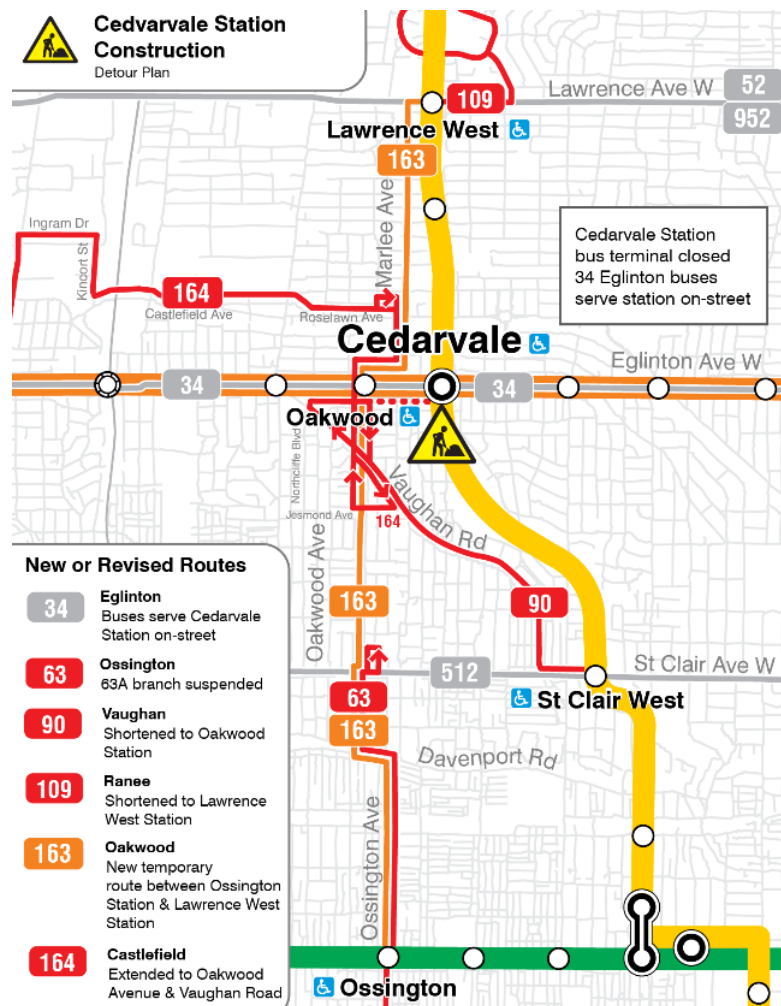 Cedvarvale Station
Construction
Detour Plan
109
Lawrence Ave W
52
952
Lawrence West
163
Marlee Ave
Ingram Dr
Kincort St
164
Castlefield Ave
Roselawn Ave
Cedarvale Station
bus terminal closed
34 Eglinton buses
serve station on-street
Cedarvale
Eglinton Ave W
34
34
Oakwood
Northcliffe Blvd
Vaughan Rd
Jesmond Ave
164
Oakwood Ave
163
90
512
St Clair Ave W
63
St Clair West
163
Davenport Rd
Ossington Ave
Ossington
New or Revised Routes
34
Eglinton
Buses serve Cedarvale
Station on-street
63
Ossington
63A branch suspended
90
Vaughan
Shortened to Oakwood
Station
109
Ranee
Shortened to Lawrence
West Station
163
Oakwood
New temporary
route between Ossington
Station & Lawrence West
Station
164
Castlefield
Extended to Oakwood
Avenue & Vaughan Road